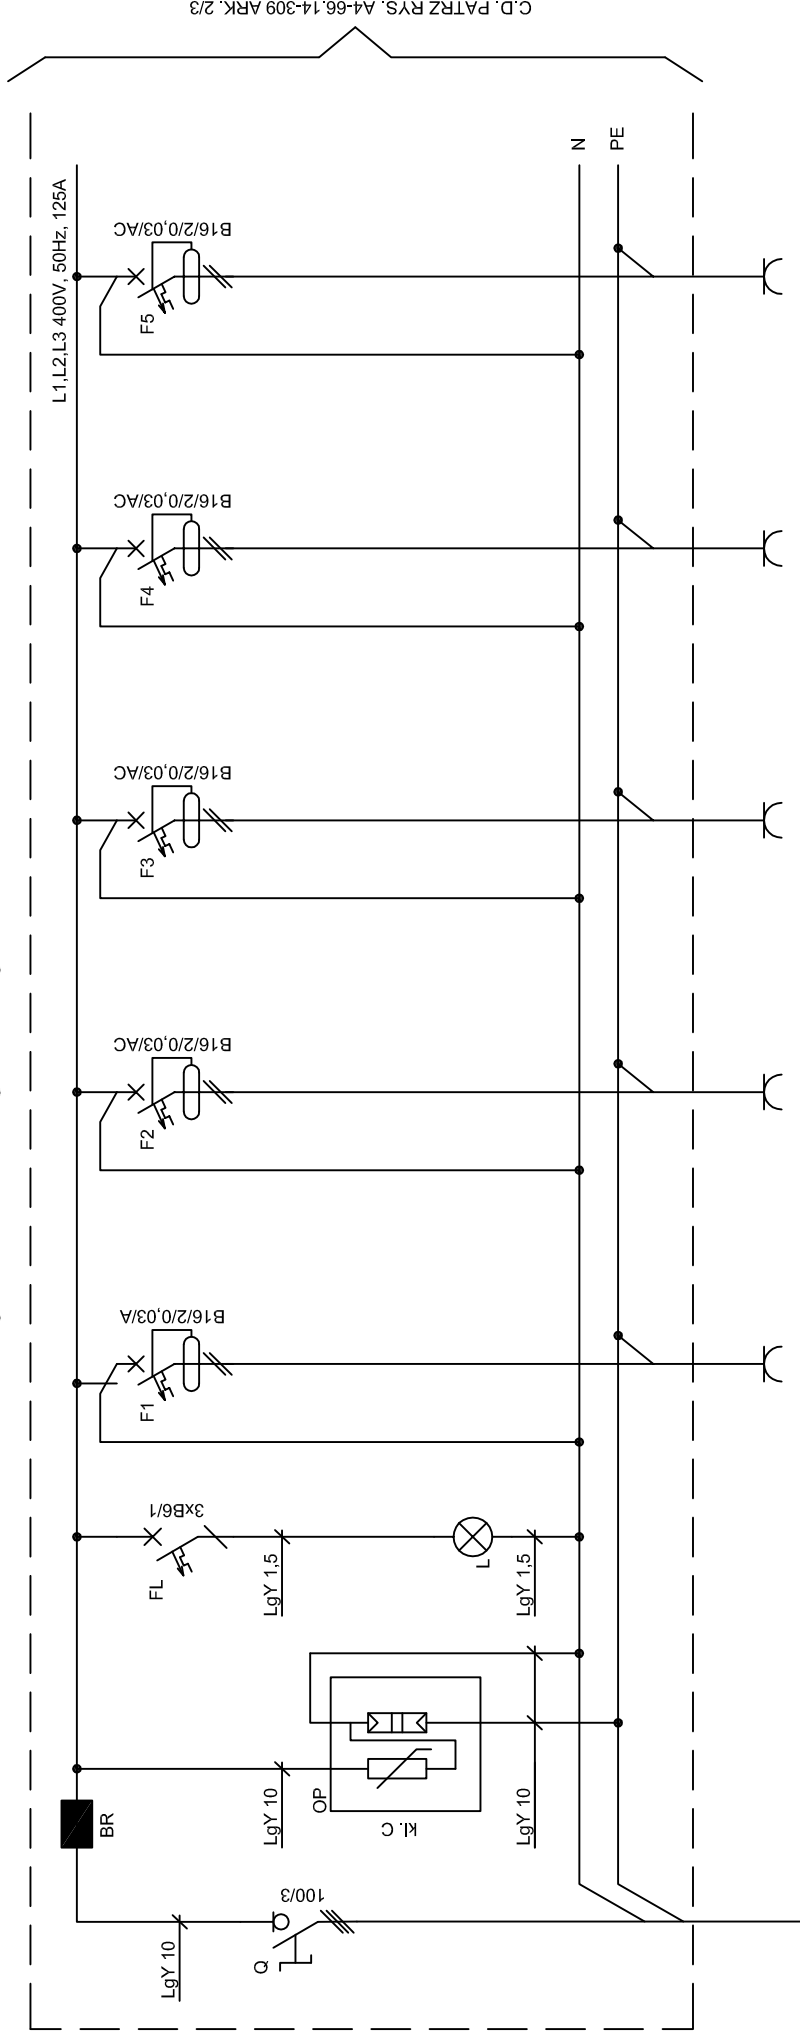 C.D. PATRZ RYS. A4-66.14-309 ARK. 2/3
L1,L2,L3 400V, 50Hz, 125A
N
PE
B16/2/0,03/AC
F5
B16/2/0,03/AC
F4
B16/2/0,03/AC
F3
B16/2/0,03/AC
F2
B16/2/0,03/A
F1
3xB6/1
FL
LgY 1,5
L
LgY 1,5
OP
kl. C
LgY 10
LgY 10
BR
100/3
Q
LgY 10